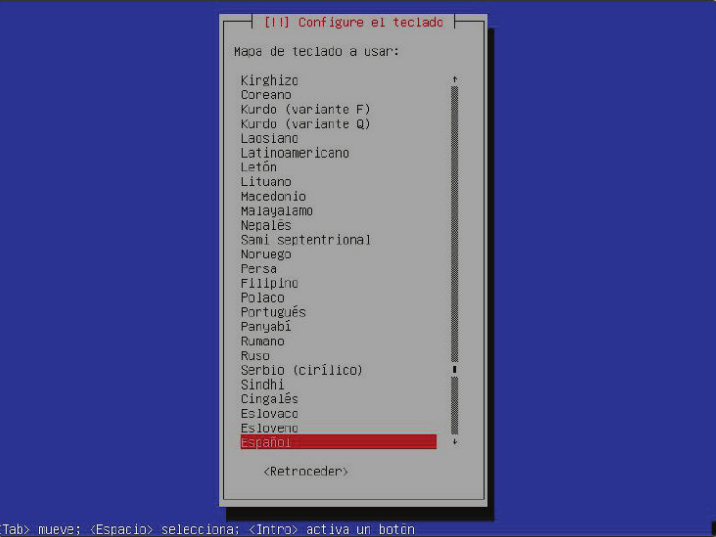 [!!] Configure el teclado
Mapa de teclado a usar:
Kirghizo
Coreano
Kurdo (variante F)
Kurdo (variante Q)
Laosiano
Latinoamericano
Letón
Lituano
Macedonio
Malayalamo
Nepalés
Sami septentrional
Noruego
Persa
Filipino
Polaco
Portugués
Panyabí
Rumano
Ruso
Serbio (cirílico)
Sindhi
Cingalés
Eslovaco
Esloveno
Español
<Retroceder>
<Tab> mueve; <Espacio> selecciona; <Intro> activa un botón